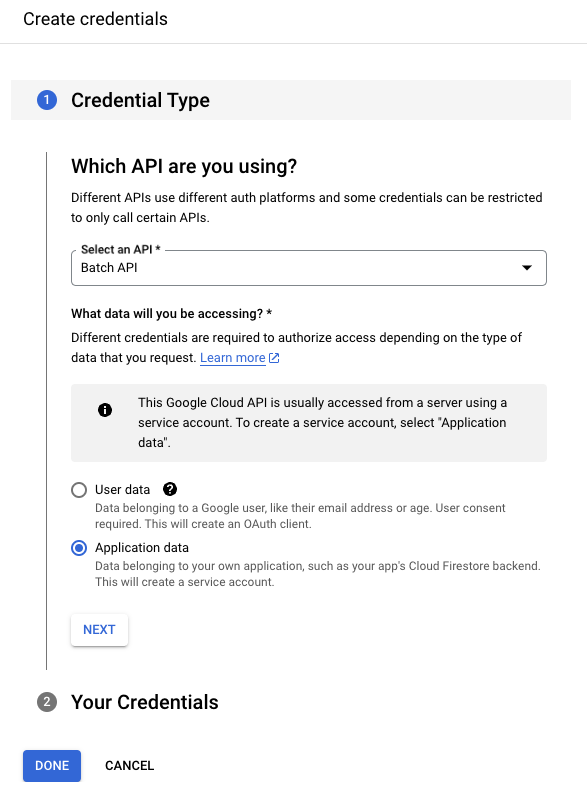 Create credentials
1 Credential Type
Which API are you using?
Different APIs use different auth platforms and some credentials can be restricted
to only call certain APIs.
Select an API *
Batch API
What data will you be accessing? *
Different credentials are required to authorize access depending on the type of
data that you request. Learn more
This Google Cloud API is usually accessed from a server using a
service account. To create a service account, select "Application
data".
User data ?
Data belonging to a Google user, like their email address or age. User consent
required. This will create an OAuth client.
Application data
Data belonging to your own application, such as your app's Cloud Firestore backend.
This will create a service account.
NEXT
2 Your Credentials
DONE CANCEL